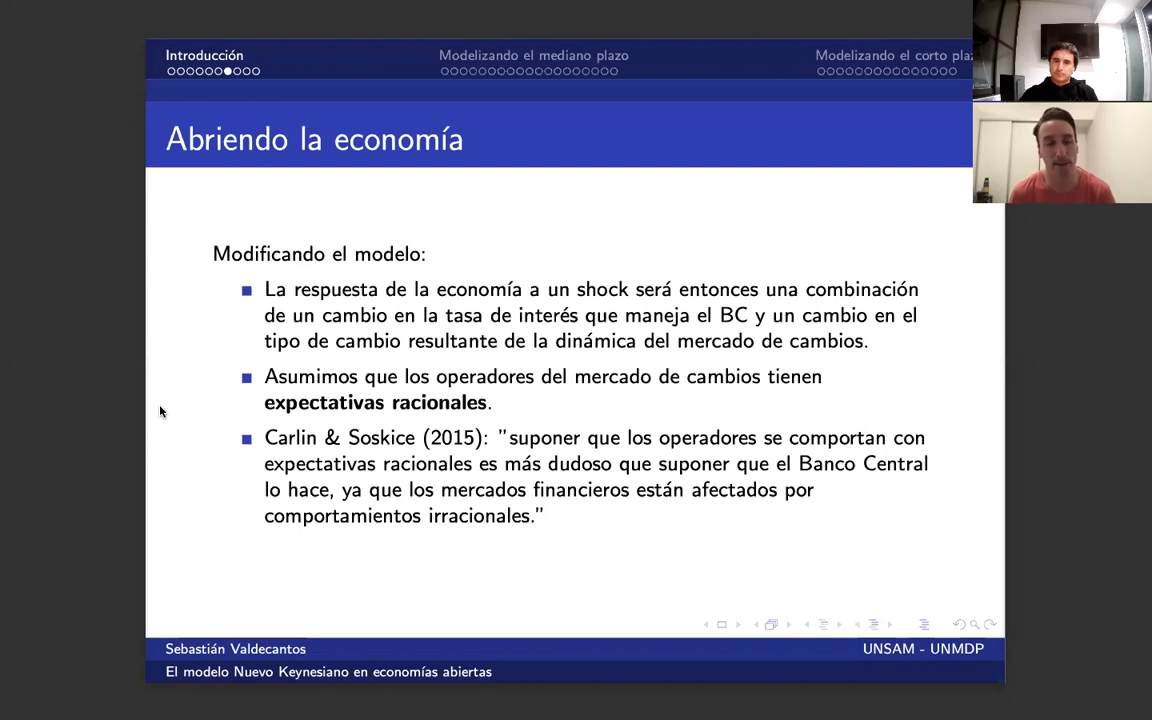 Introducción
Modelizando el mediano plazo
Modelizando el corto
Abriendo la economía
Modificando el modelo:
La respuesta de la economía a un shock será entonces una combinación
de un cambio en la tasa de interés que maneja el BC y un cambio en el
tipo de cambio resultante de la dinámica del mercado de cambios.
Asumimos que los operadores del mercado de cambios tienen
expectativas racionales.
Carlin & Soskice (2015): "suponer que los operadores se comportan con
expectativas racionales es más dudoso que suponer que el Banco Central
lo hace, ya que los mercados financieros están afectados por
comportamientos irracionales."
Sebastián Valdecantos
UNSAM - UNMDP
El modelo Nuevo Keynesiano en economías abiertas